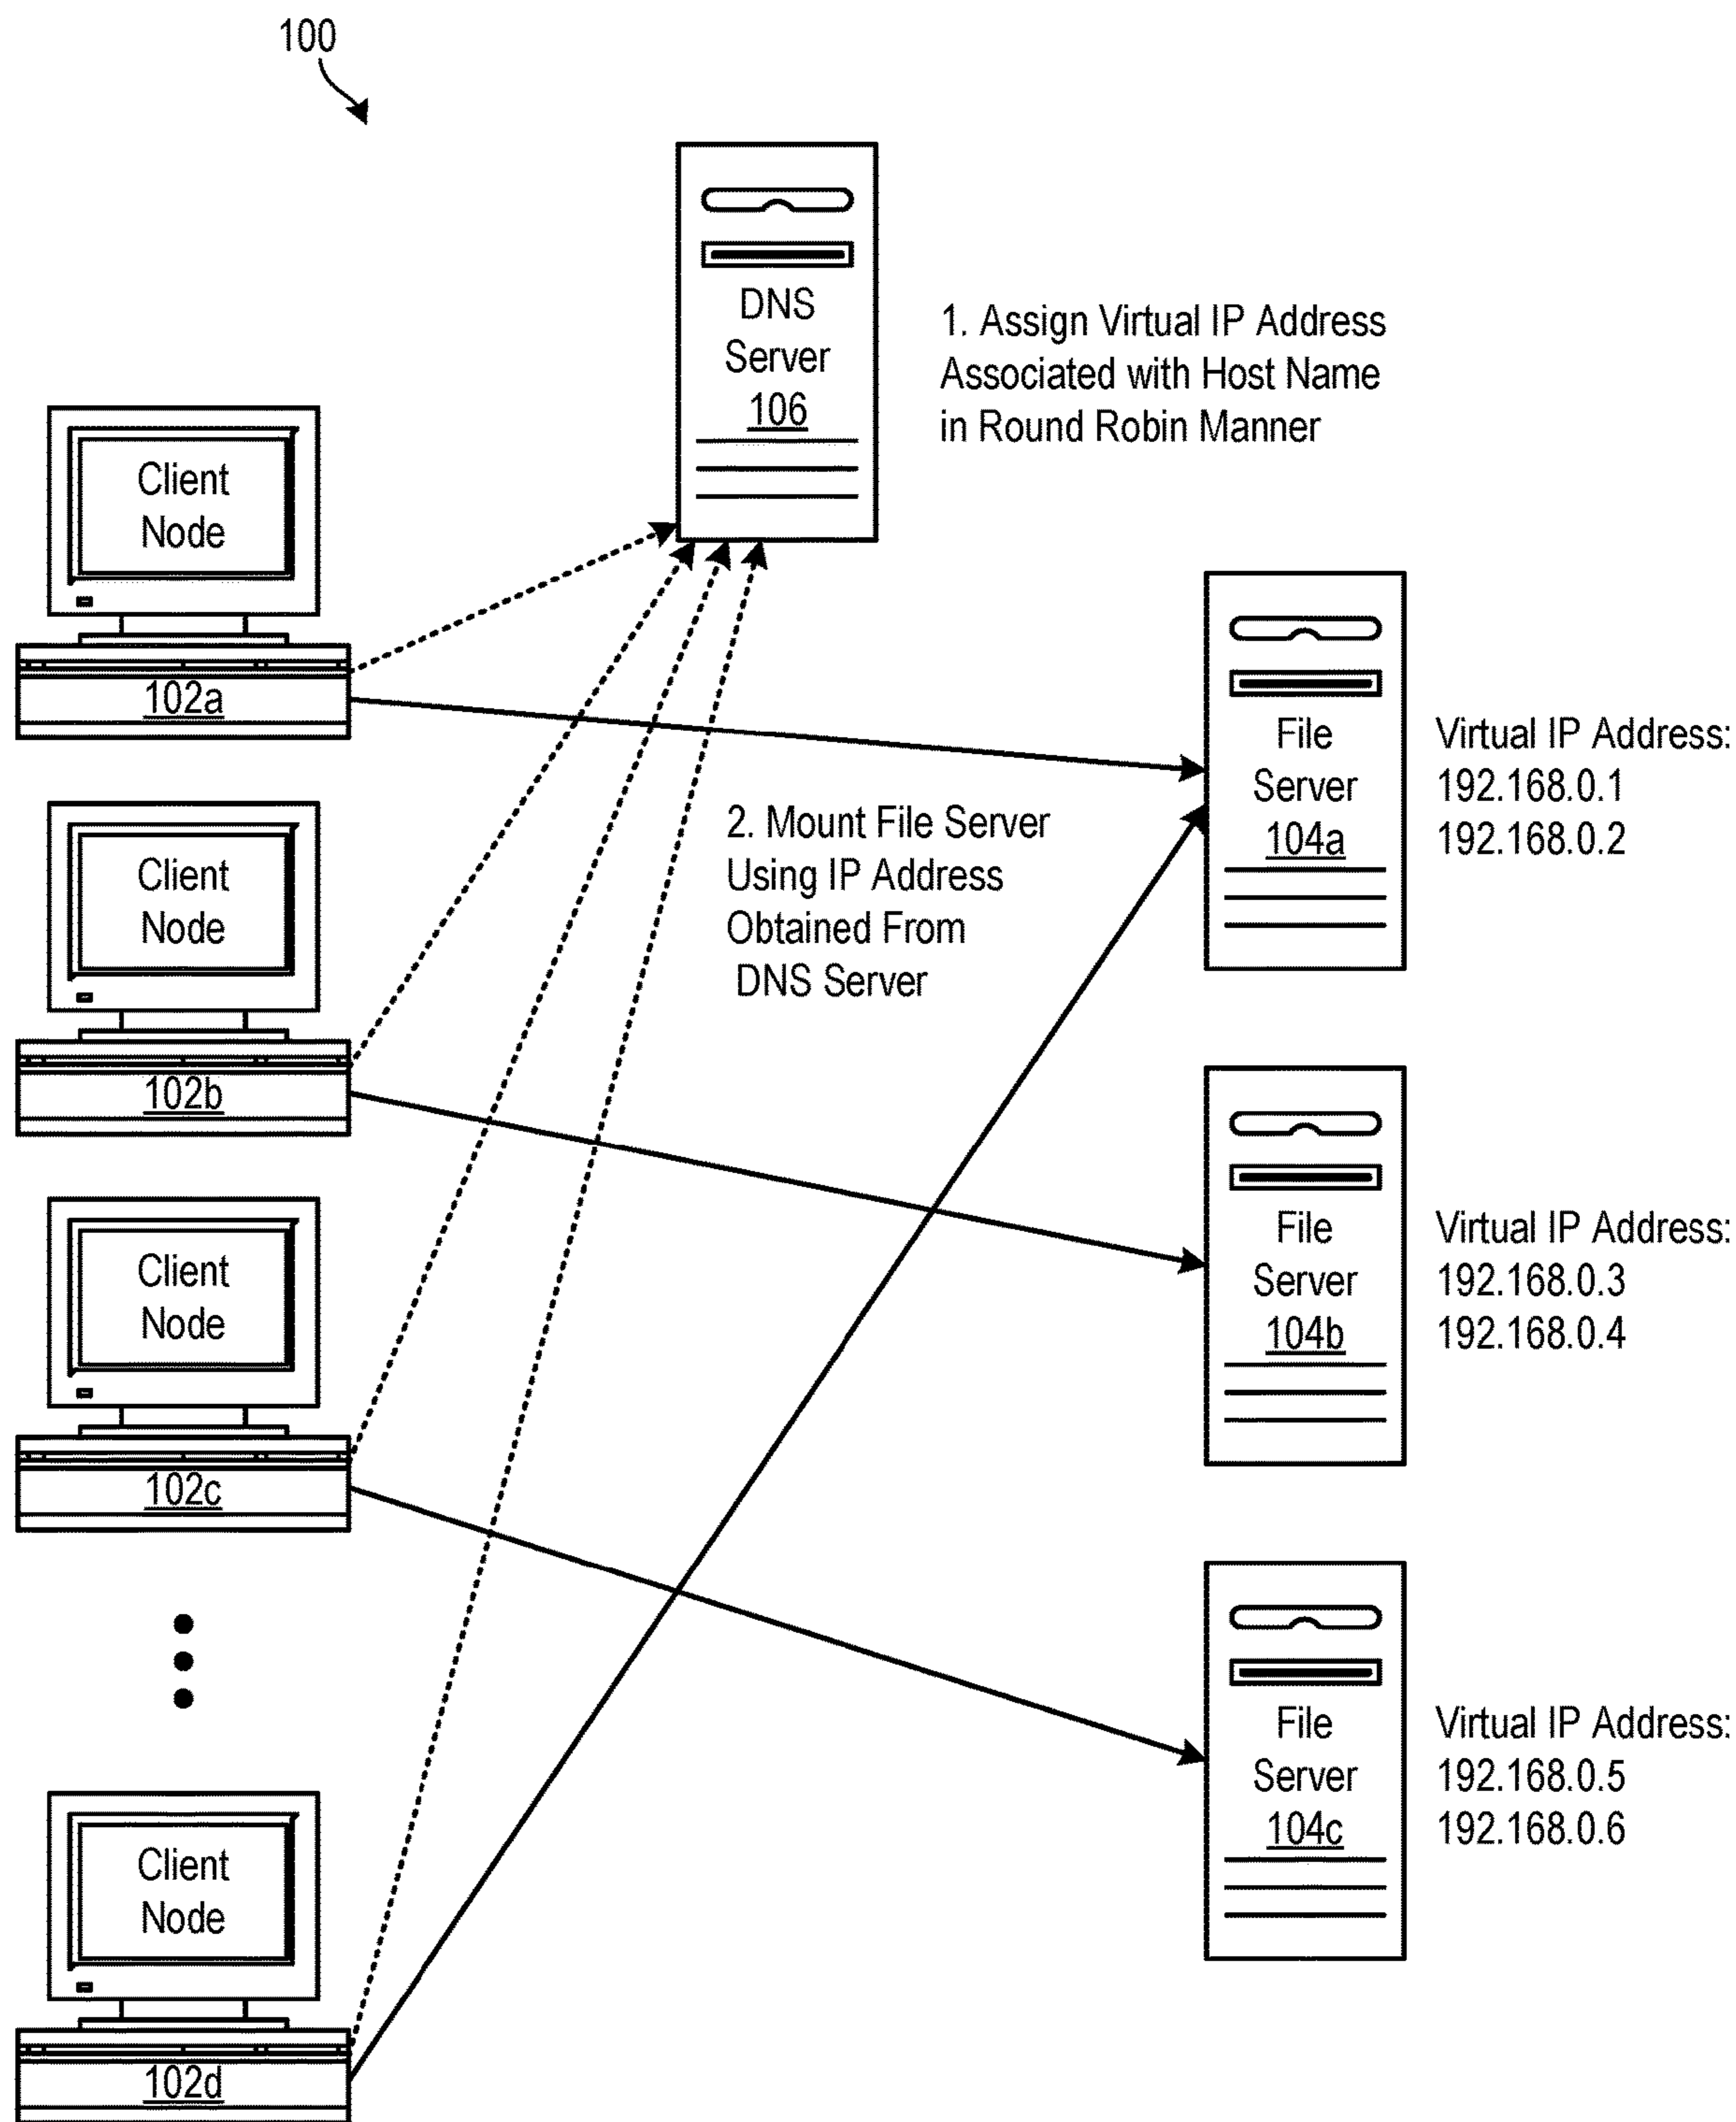 100
DNS
Server
106
1. Assign Virtual IP Address
Associated with Host Name
in Round Robin Manner
Client
Node
102a
File
Server
104a
Virtual IP Address:
192.168.0.1
192.168.0.2
2. Mount File Server
Using IP Address
Obtained From
DNS Server
Client
Node
102b
File
Server
104b
Virtual IP Address:
192.168.0.3
192.168.0.4
Client
Node
102c
File
Server
104c
Virtual IP Address:
192.168.0.5
192.168.0.6
Client
Node
102d